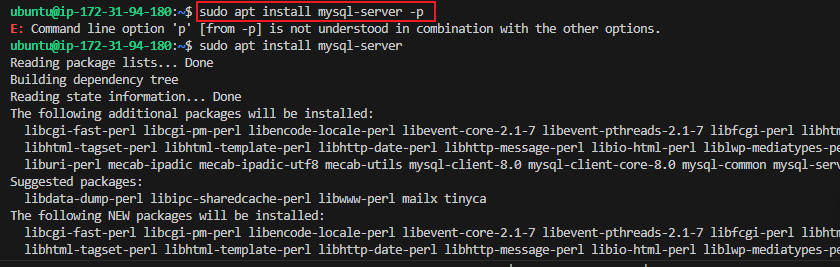 ubuntu@ip-172-31-94-180:~$ sudo apt install mysql-server -p
E: Command line option 'p' [from -p] is not understood in combination with the other options.
ubuntu@ip-172-31-94-180:~$ sudo apt install mysql-server
Reading package lists... Done
Building dependency tree
Reading state information... Done
The following additional packages will be installed:
libcgi-fast-perl libcgi-pm-perl libencode-locale-perl libevent-core-2.1-7 libevent-pthreads-2.1-7 libfcgi-perl libhtm
libhtml-tagset-perl libhtml-template-perl libhttp-date-perl libhttp-message-perl libio-html-perl liblwp-mediatypes-pe
liburi-perl mecab-ipadic mecab-ipadic-utf8 mecab-utils mysql-client-8.0 mysql-client-core-8.0 mysql-common mysql-serv
Suggested packages:
libdata-dump-perl libipc-sharedcache-perl libwww-perl mailx tinyca
The following NEW packages will be installed:
libcgi-fast-perl libcgi-pm-perl libencode-locale-perl libevent-core-2.1-7 libevent-pthreads-2.1-7 libfcgi-perl libhtm
libhtml-tagset-perl libhtml-template-perl libhttp-date-perl libhttp-message-perl libio-html-perl liblwp-mediatypes-pe